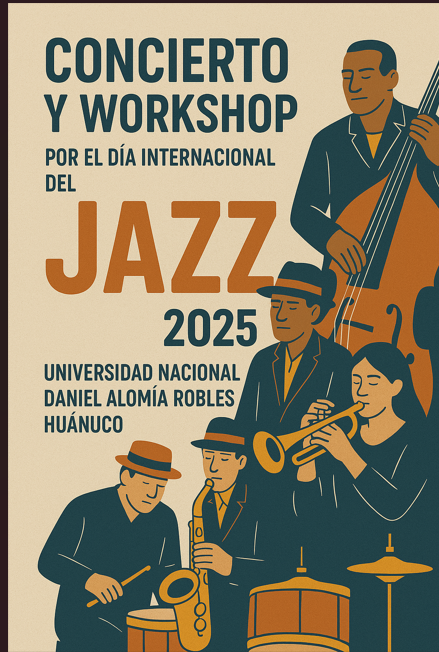 CONCIERTO
Y WORKSHOP
POR EL DÍA INTERNACIONAL
DEL
JAZZ
2025
UNIVERSIDAD NACIONAL
DANIEL ALOMÍA ROBLES
HUÁNUCO